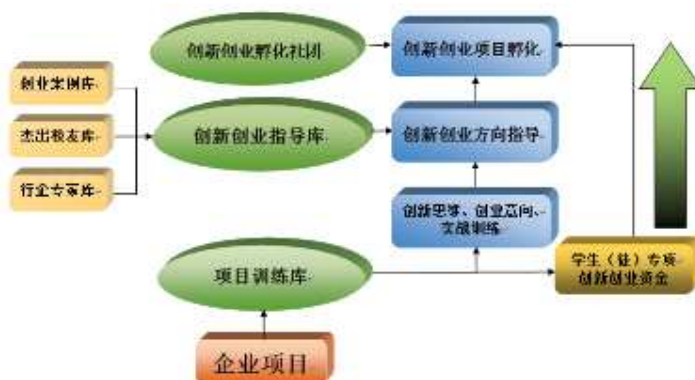 创新创业孵化社团
创新创业项目孵化
创业案例库
杰出校友库
行企专家库
创新创业指导库
创新创业方向指导
创新思维、创业意向、
实战训练
项目训练库
学生（徒）专项
创新创业资金
企业项目